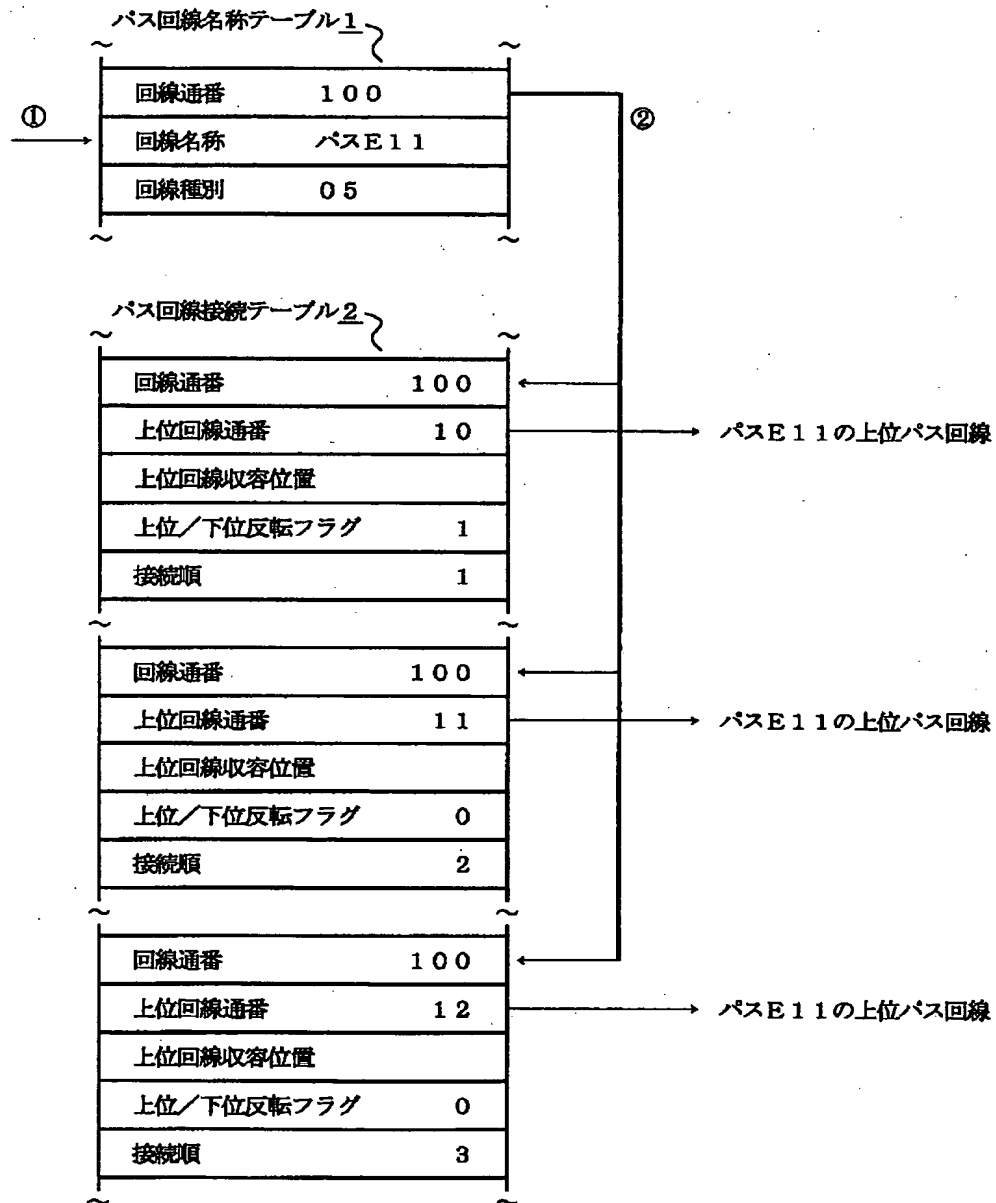 パス回線名称テーブル1
回線通番 100
①
②
回線名称 パスE11
回線種別 05
パス回線接続テーブル2
回線通番 100
上位回線通番 10
パスE11の上位パス回線
上位回線収容位置
上位／下位反転フラグ 1
接続順 1
回線通番 100
上位回線通番 11
パスE11の上位パス回線
上位回線収容位置
上位／下位反転フラグ 0
接続順 2
回線通番 100
上位回線通番 12
パスE11の上位パス回線
上位回線収容位置
上位／下位反転フラグ 0
接続順 3